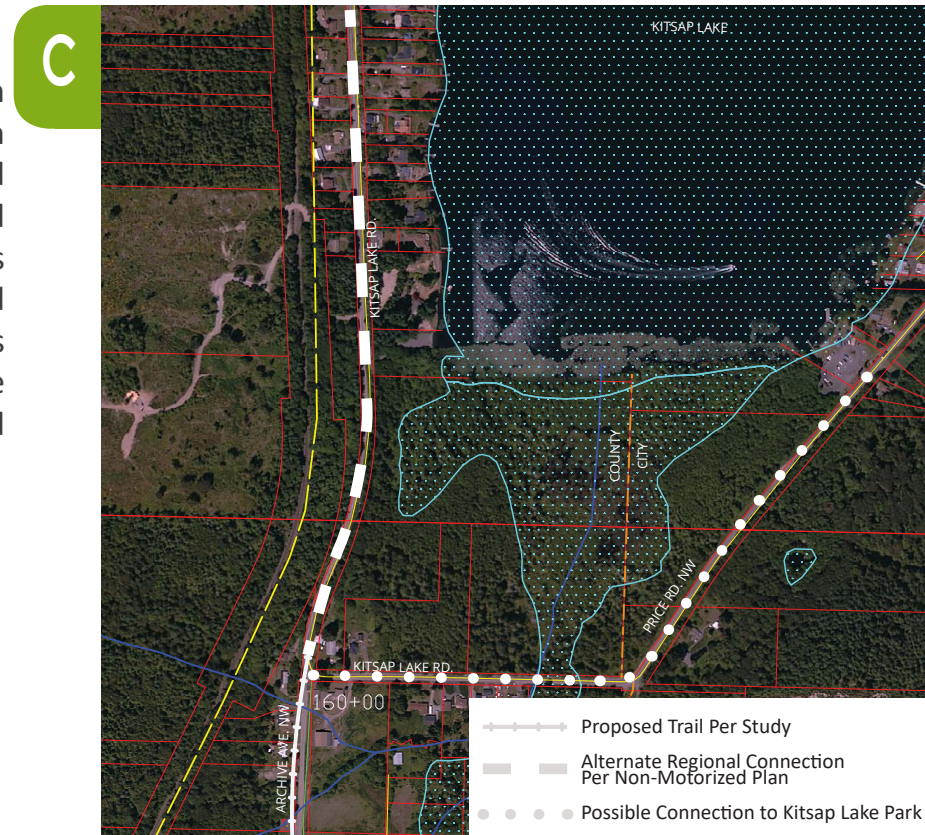 C
n
n
l
l
s
l
s
e
l
KITSAP LAKE
KITSAP LAKE RD.
COUNTY
CITY
PRICE RD. NW
KITSAP LAKE RD.
160+00
ARCHIVE AVE. NW
Proposed Trail Per Study
Alternate Regional Connection
Per Non-Motorized Plan
Possible Connection to Kitsap Lake Park